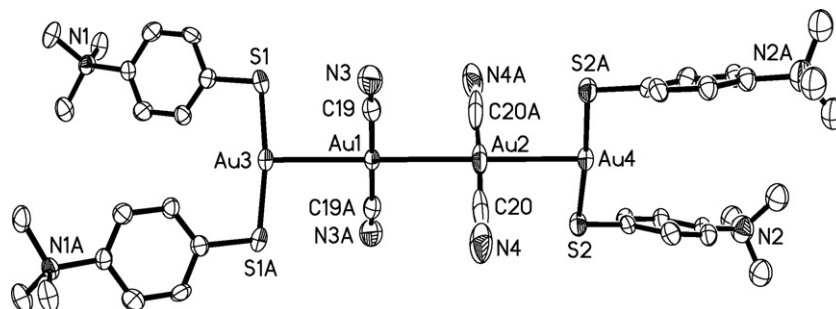 N1 S1 N3 N4A S2A N2A
C19 C20A
Au3 Au1 Au2 Au4
C19A C20
N1A S1A N3A N4 S2 N2